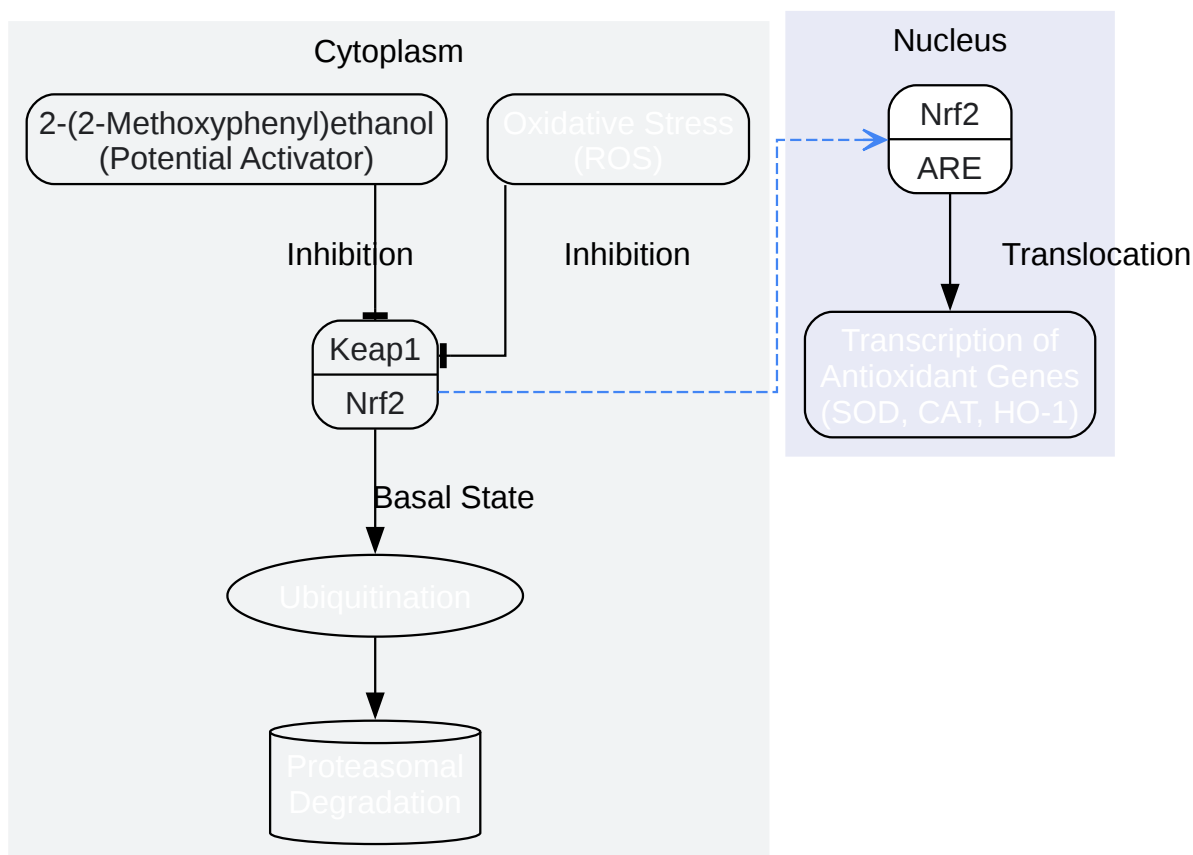 Cytoplasm
Nucleus
2-(2-Methoxyphenyl)ethanol
(Potential Activator)
Oxidative Stress
(ROS)
Nrf2
ARE
Inhibition
Inhibition
Translocation
Keap1
Nrf2
Transcription of
Antioxidant Genes
(SOD, CAT, HO-1)
Basal State
Ubiquitination
Proteasomal
Degradation